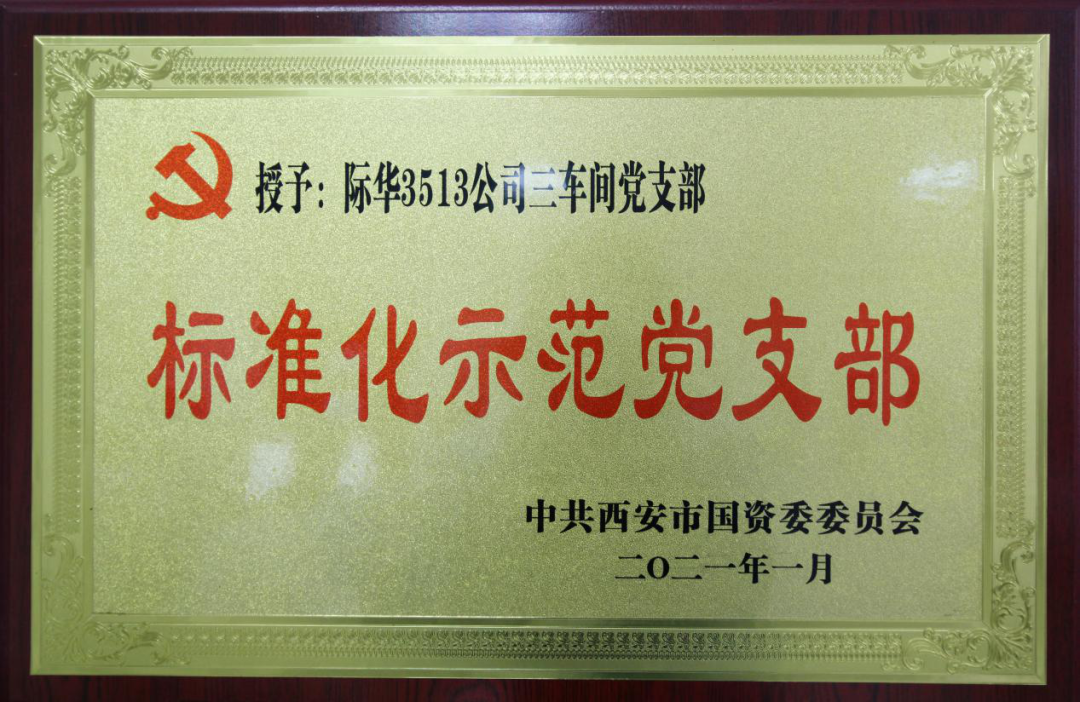 授予：际华3513公司三车间党支部
标准化示范党支部
中共西安市国资委委员会
二〇二一年一月